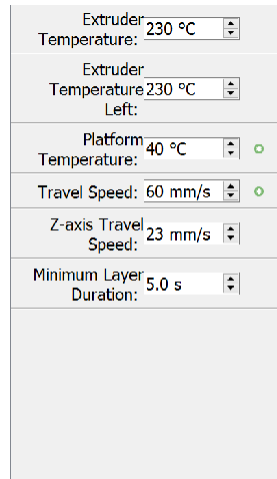 Extruder
Temperature: 230 °C
Extruder
Temperature 230 °C
Left:
Platform
Temperature: 40 °C
Travel Speed: 60 mm/s
Z-axis Travel
Speed: 23 mm/s
Minimum Layer
Duration: 5.0 s